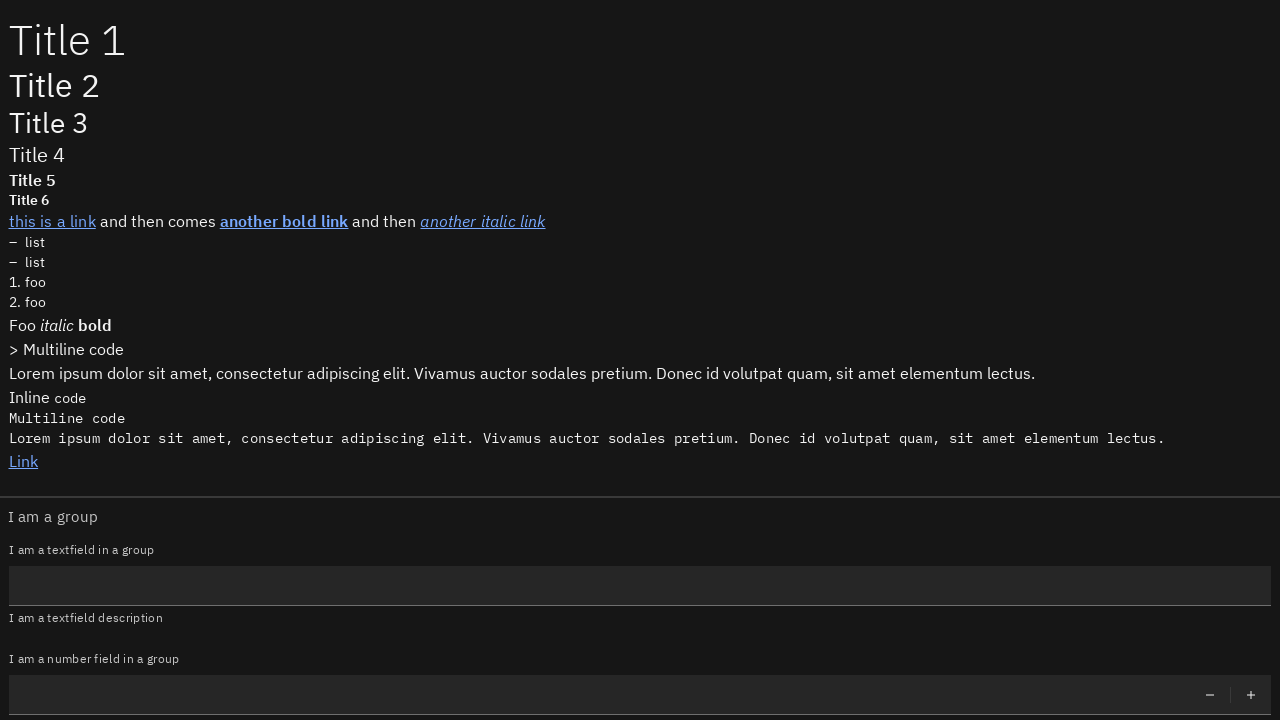 Title 1
Title 2
Title 3
Title 4
Title 5
Title 6
this is a link and then comes another bold link and then another italic link
– list
– list
1. foo
2. foo
Foo italic bold
> Multiline code
Lorem ipsum dolor sit amet, consectetur adipiscing elit. Vivamus auctor sodales pretium. Donec id volutpat quam, sit amet elementum lectus.
Inline code
Multiline code
Lorem ipsum dolor sit amet, consectetur adipiscing elit. Vivamus auctor sodales pretium. Donec id volutpat quam, sit amet elementum lectus.
Link
I am a group
I am a textfield in a group
I am a textfield description
I am a number field in a group